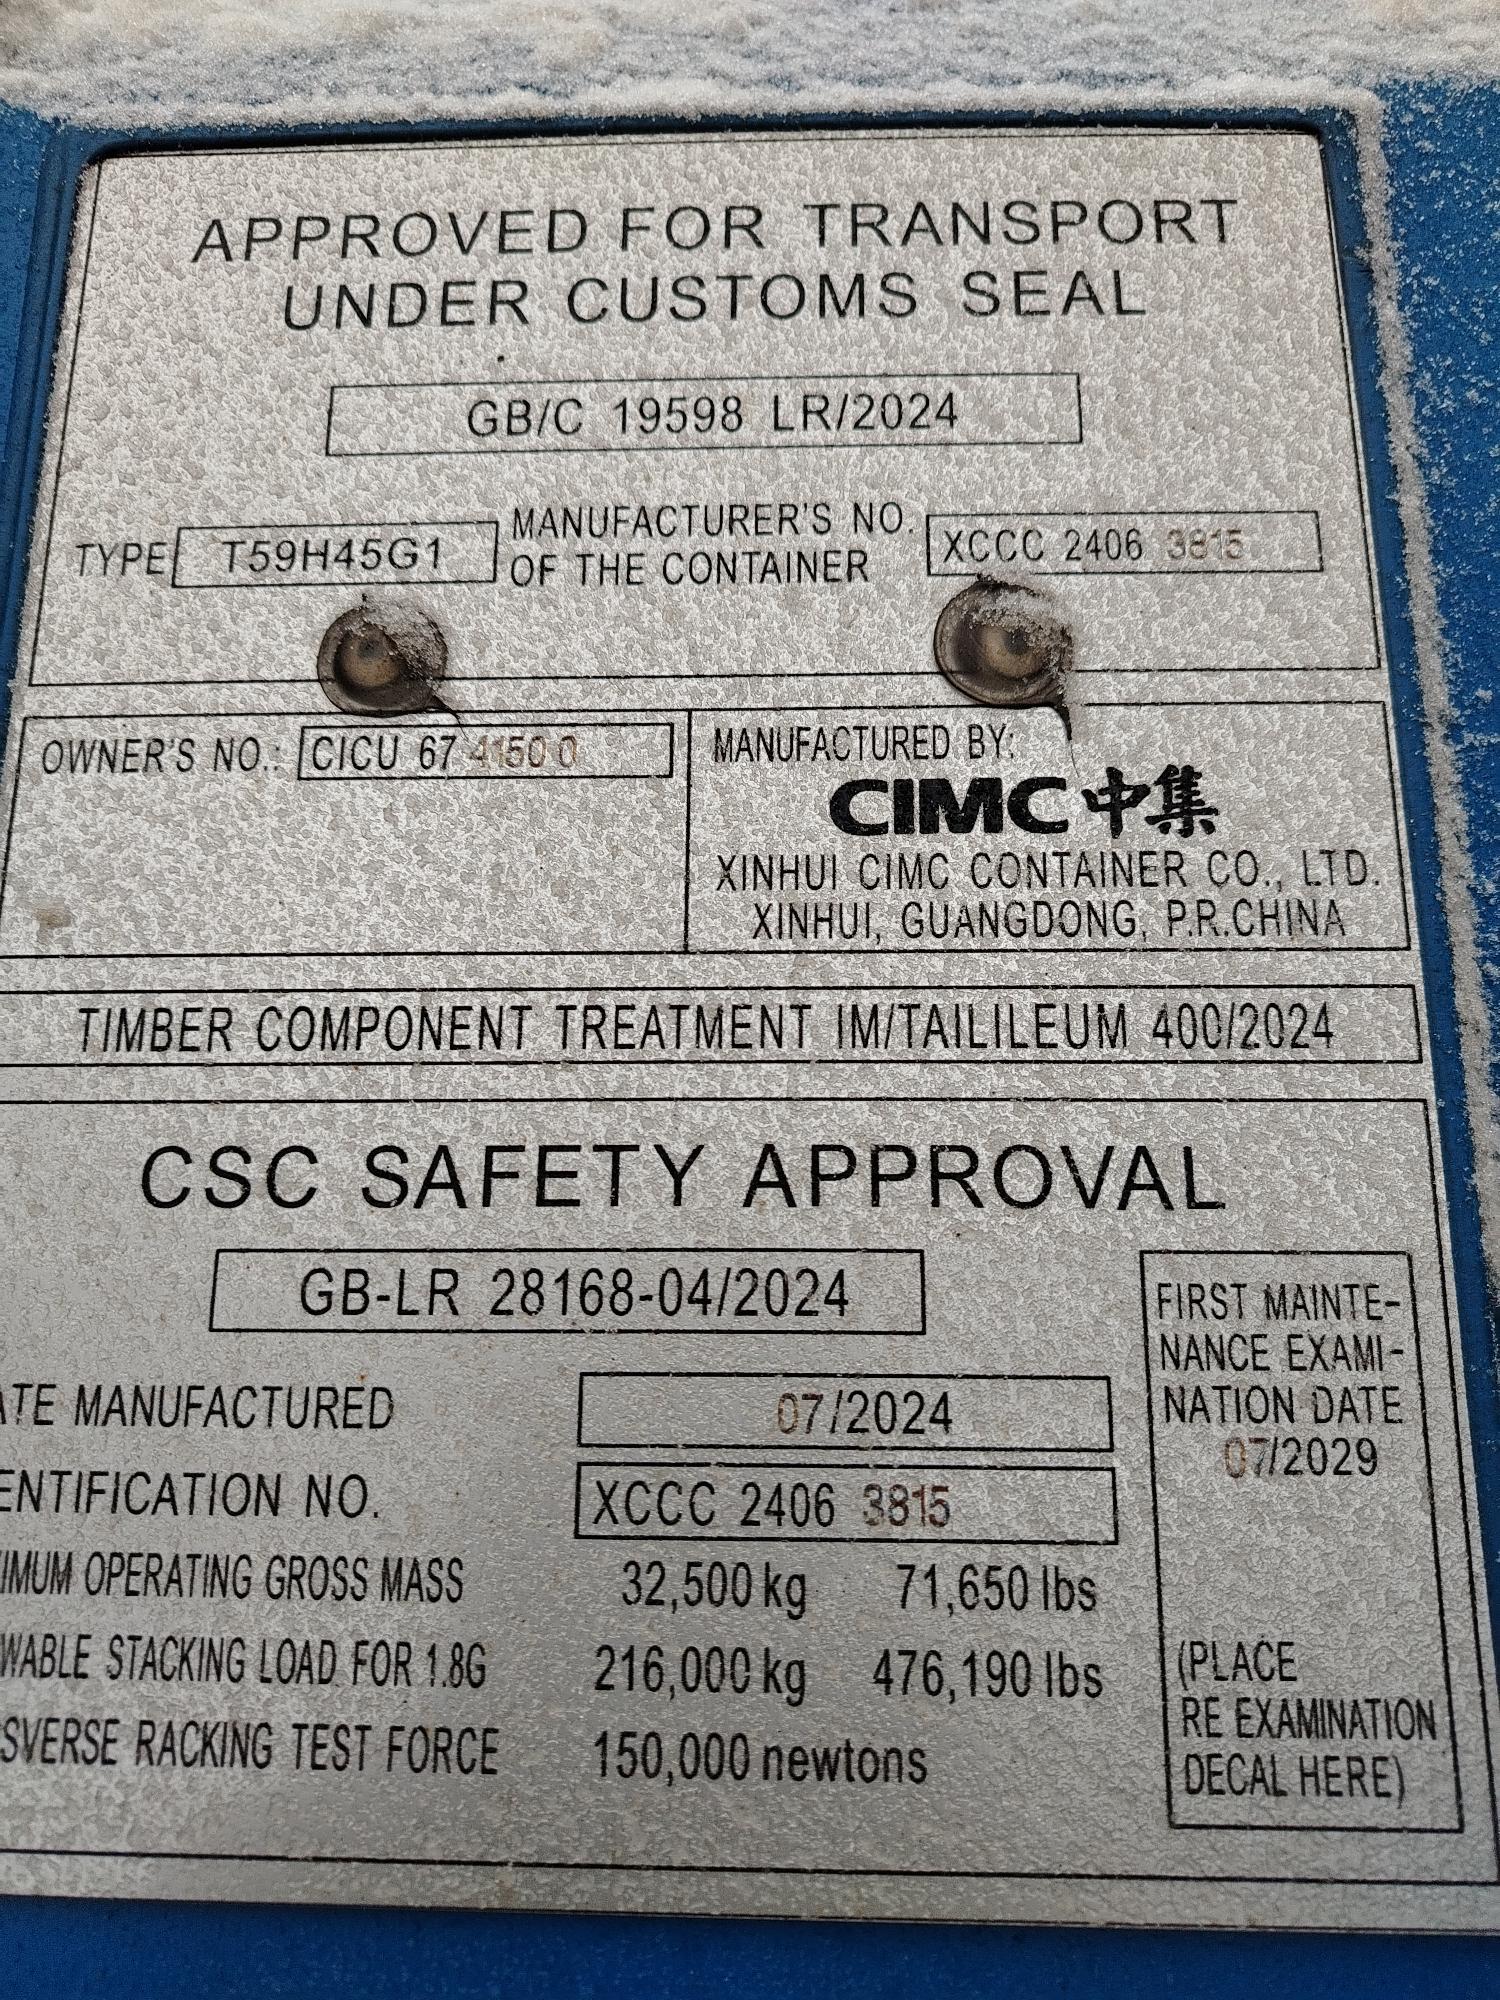 APPROVED FOR TRANSPORT
UNDER CUSTOMS SEAL
GB/C 19598 LR/2024
TYPE T59H45G1 MANUFACTURER'S NO. OF THE CONTAINER XCCC 2406 3815
OWNER'S NO.: CICU 67 4150 0
MANUFACTURED BY:
CIMC 中集
XINHUI CIMC CONTAINER CO., LTD.
XINHUI, GUANGDONG, P.R.CHINA
TIMBER COMPONENT TREATMENT IM/TAILILEUM 400/2024
CSC SAFETY APPROVAL
GB-LR 28168-04/2024
ATE MANUFACTURED 07/2024
ENTIFICATION NO. XCCC 2406 3815
IMUM OPERATING GROSS MASS 32,500 kg 71,650 lbs
WABLE STACKING LOAD FOR 1.8G 216,000 kg 476,190 lbs
SVERSE RACKING TEST FORCE 150,000 newtons
FIRST MAINTE-
NANCE EXAMI-
NATION DATE
07/2029
(PLACE
RE EXAMINATION
DECAL HERE)